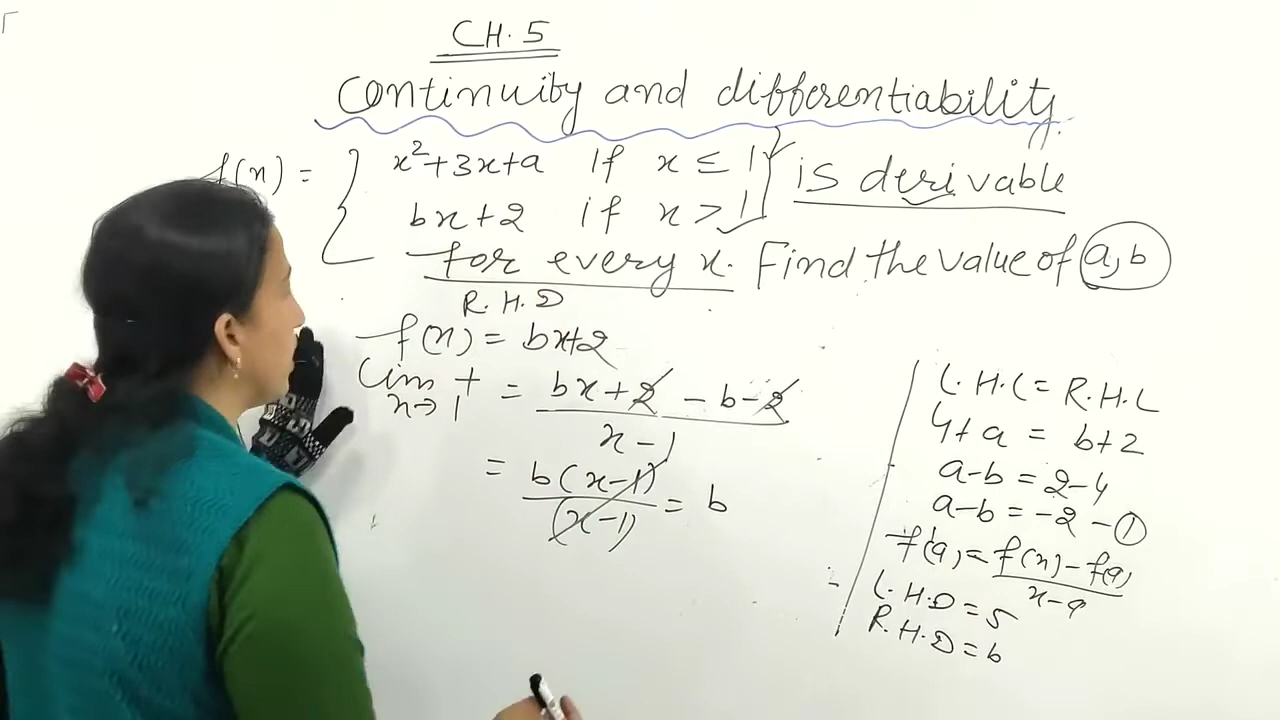 CH. 5
Continuity and differentiability
f(x) = { x²+3x+a if x ≤ 1
bx+2 if x > 1 } is derivable
for every x. Find the value of a, b
R. H. D
f(x) = bx+2
Lim x→1⁺ = (bx+2 - b-2)/(x-1)
= b(x-1)/(x-1) = b
L.H.L = R.H.L
4+a = b+2
a-b = 2-4
a-b = -2 - ①
f'(a) = (f(x) - f(a))/(x-a)
L.H.D = 5
R.H.D = b